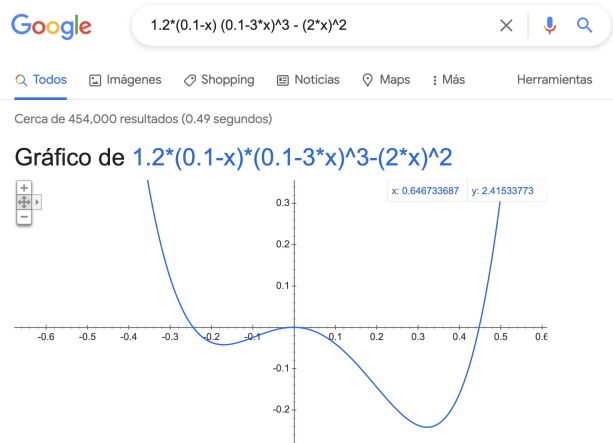 Google
1.2*(0.1-x) (0.1-3*x)^3 - (2*x)^2
Todos Imágenes Shopping Noticias Maps Más Herramientas
Cerca de 454,000 resultados (0.49 segundos)
Gráfico de 1.2*(0.1-x)*(0.1-3*x)^3-(2*x)^2
x: 0.646733687 y: 2.41533773
0.3
0.2
0.1
-0.6 -0.5 -0.4 -0.3 -0.2 -0.1 0.1 0.2 0.3 0.4 0.5 0.6
-0.1
-0.2